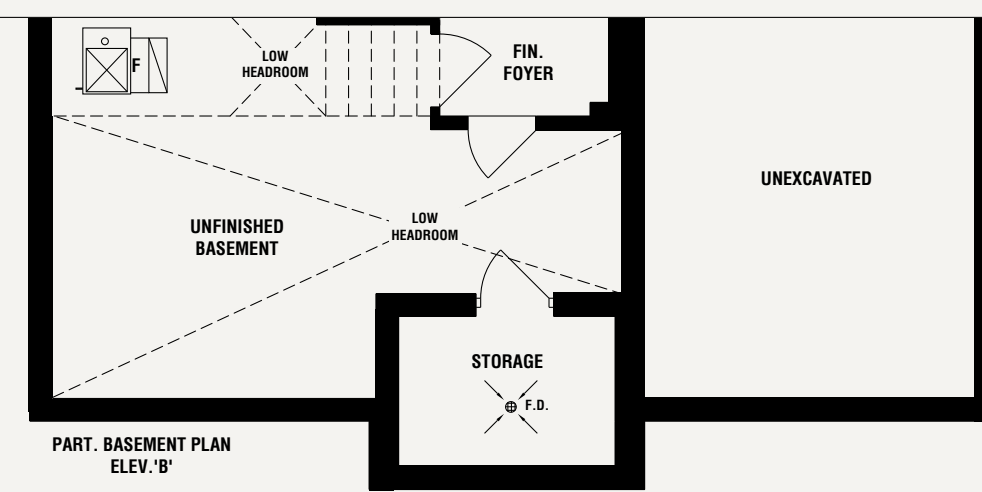 F
LOW
HEADROOM
FIN.
FOYER
UNEXCAVATED
UNFINISHED
BASEMENT
LOW
HEADROOM
STORAGE
F.D.
PART. BASEMENT PLAN
ELEV.'B'